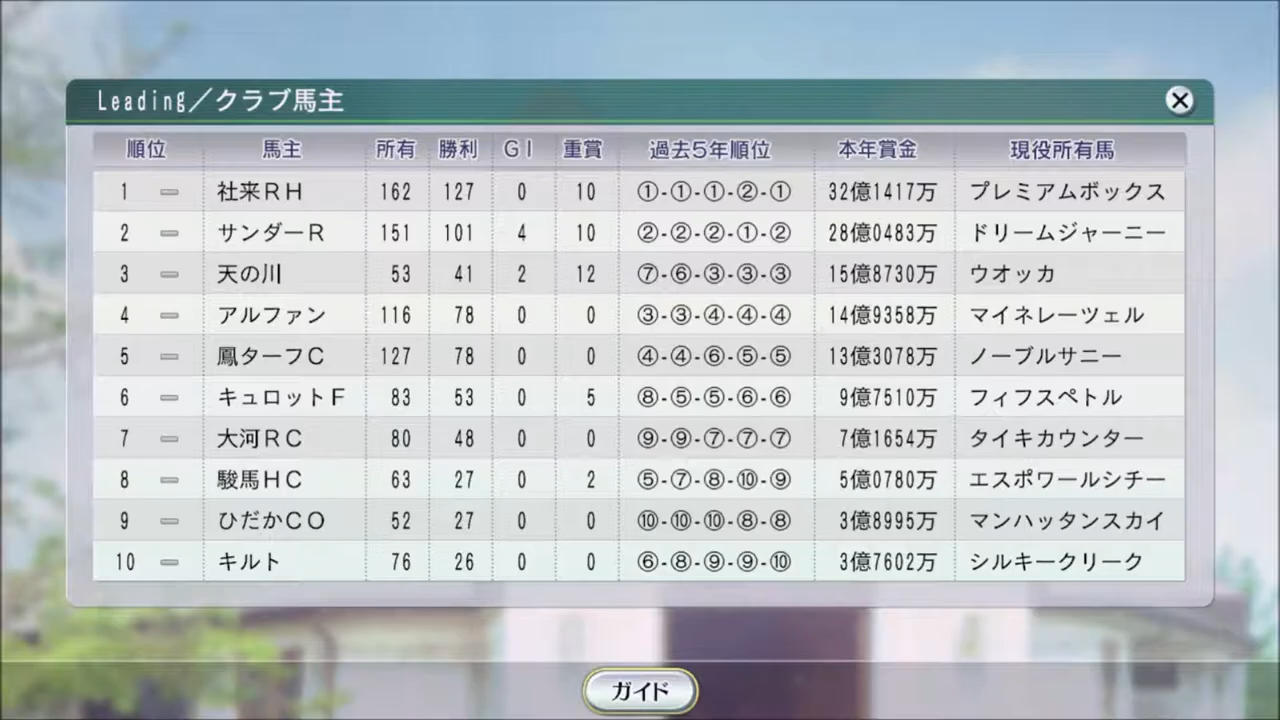 Leading／クラブ馬主
順位 馬主 所有 勝利 GⅠ 重賞 過去5年順位 本年賞金 現役所有馬
1 社来ＲＨ 162 127 0 10 ①-①-①-②-① 32億1417万 プレミアムボックス
2 サンダーＲ 151 101 4 10 ②-②-②-①-② 28億0483万 ドリームジャーニー
3 天の川 53 41 2 12 ⑦-⑥-③-③-③ 15億8730万 ウオッカ
4 アルファン 116 78 0 0 ③-③-④-④-④ 14億9358万 マイネレーツェル
5 鳳ターフＣ 127 78 0 0 ④-④-⑥-⑤-⑤ 13億3078万 ノーブルサニー
6 キュロットＦ 83 53 0 5 ⑧-⑤-⑤-⑥-⑥ 9億7510万 フィフスペトル
7 大河ＲＣ 80 48 0 0 ⑨-⑨-⑦-⑦-⑦ 7億1654万 タイキカウンター
8 駿馬ＨＣ 63 27 0 2 ⑤-⑦-⑧-⑩-⑨ 5億0780万 エスポワールシチー
9 ひだかＣＯ 52 27 0 0 ⑩-⑩-⑩-⑧-⑧ 3億8995万 マンハッタンスカイ
10 キルト 76 26 0 0 ⑥-⑧-⑨-⑨-⑩ 3億7602万 シルキークリーク
ガイド